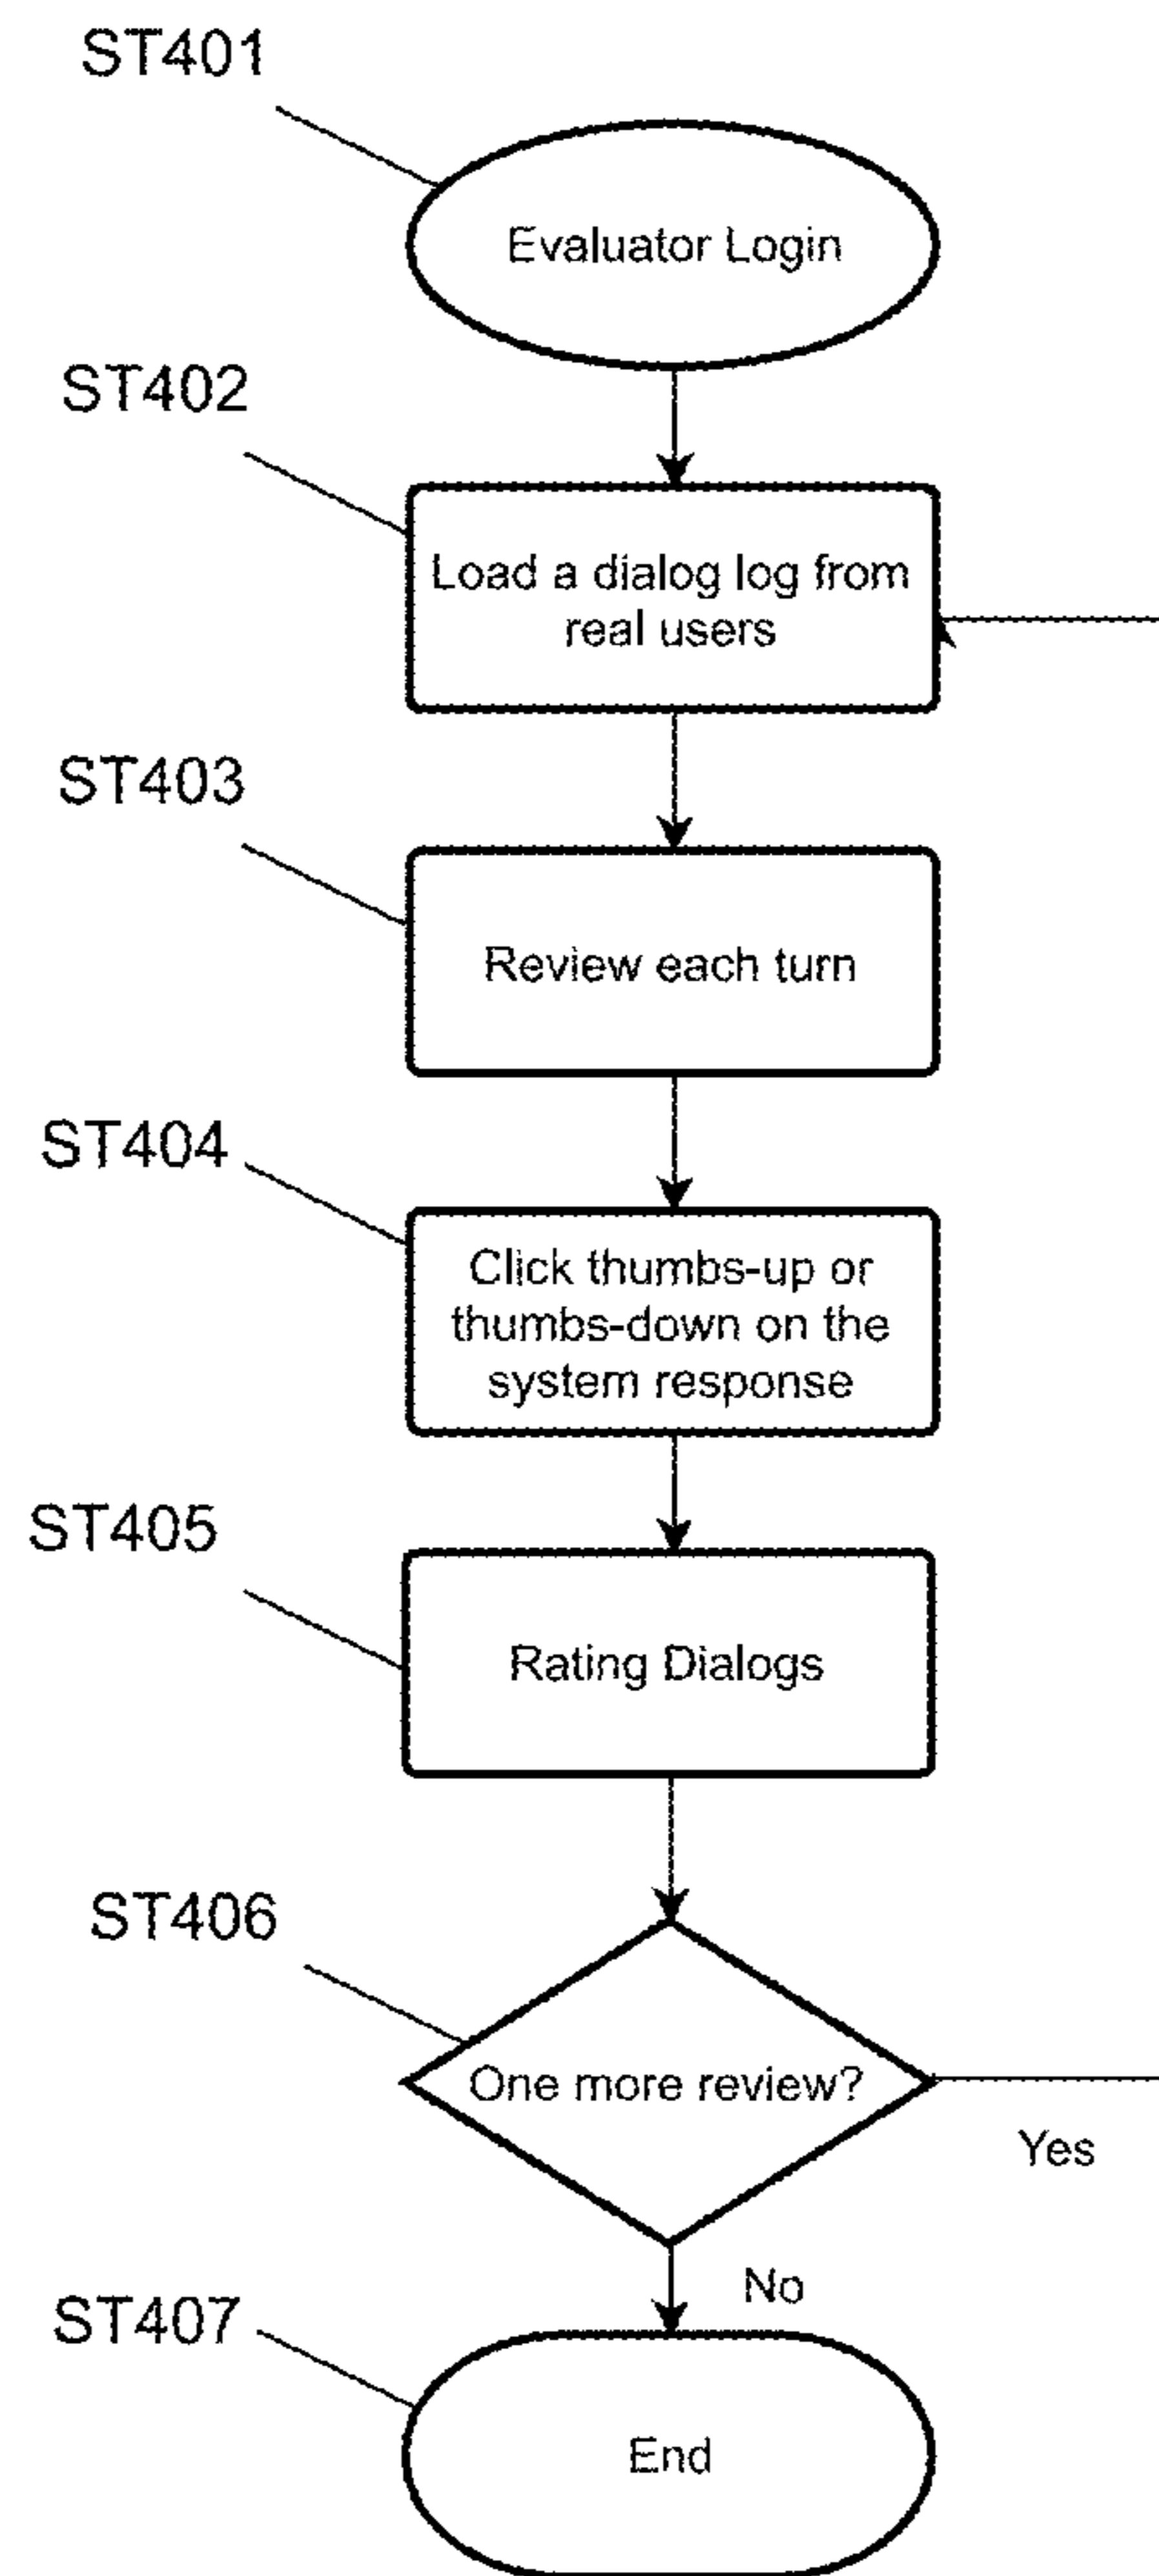 ST401
Evaluator Login
ST402
Load a dialog log from
real users
ST403
Review each turn
ST404
Click thumbs-up or
thumbs-down on the
system response
ST405
Rating Dialogs
ST406
One more review?
Yes
No
ST407
End